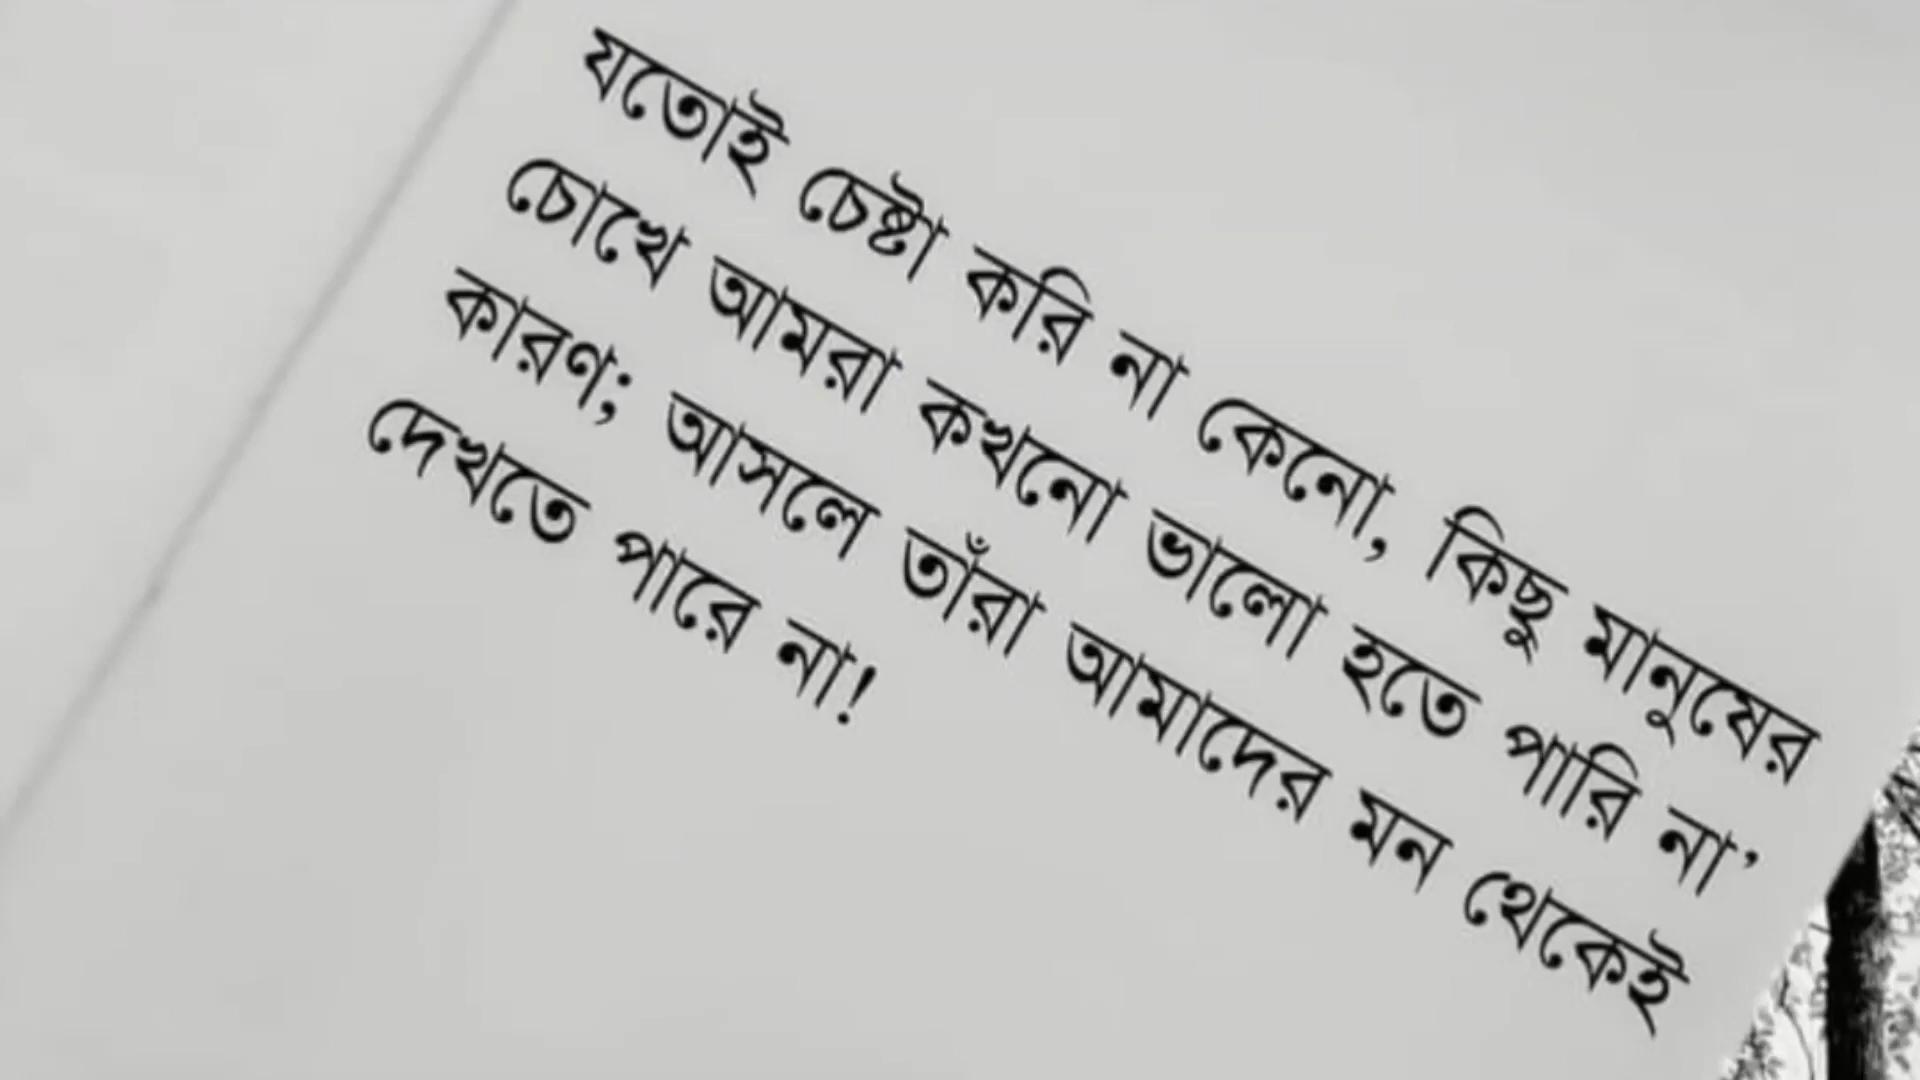 যতোই চেষ্টা করি না কেনো, কিছু মানুষের
চোখে আমরা কখনো ভালো হতে পারি না’
কারণ; আসলে তাঁরা আমাদের মন থেকেই
দেখতে পারে না!